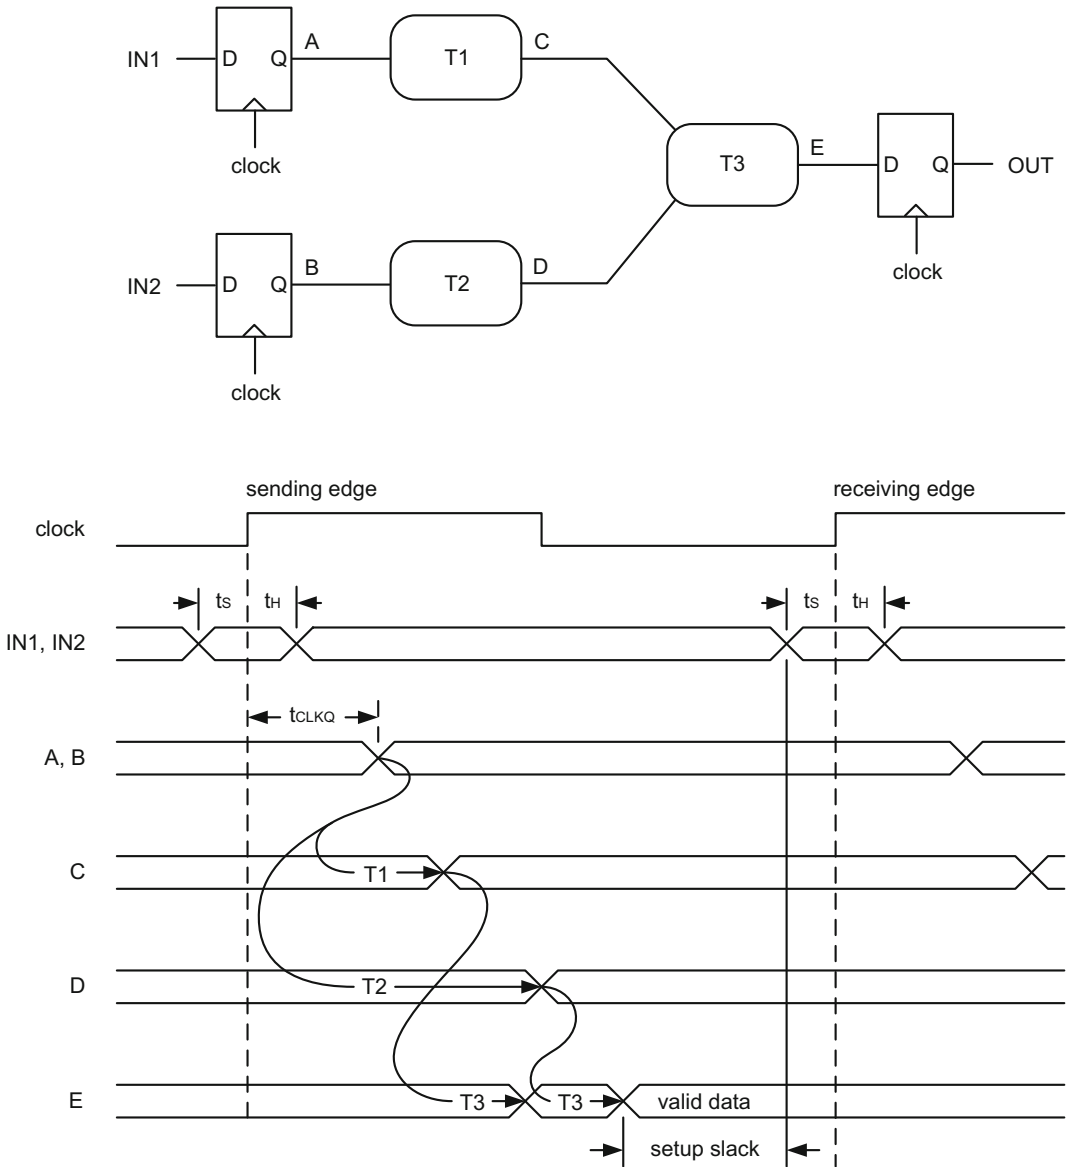 A
C
IN1
D
Q
T1
clock
T3
E
D
Q
OUT
B
D
IN2
D
Q
T2
clock
clock
sending edge
receiving edge
clock
tS
tH
tS
tH
IN1, IN2
tCLKQ
A, B
C
T1
D
T2
E
T3
T3
valid data
setup slack